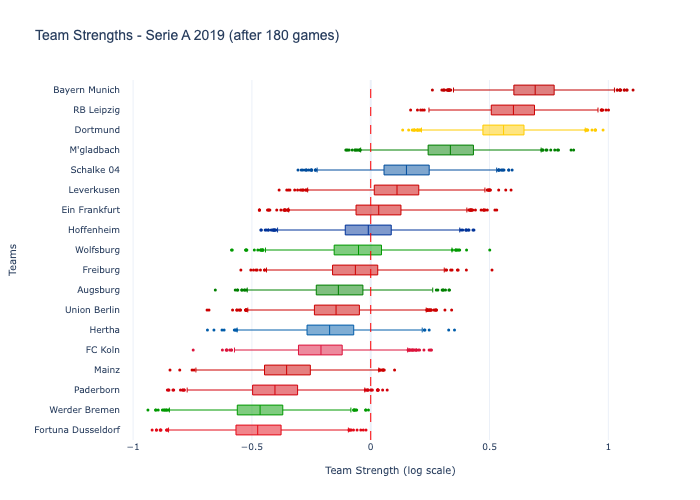 Team Strengths - Serie A 2019 (after 180 games)
Bayern Munich
RB Leipzig
Dortmund
M'gladbach
Schalke 04
Leverkusen
Ein Frankfurt
Hoffenheim
Wolfsburg
Freiburg
Augsburg
Union Berlin
Hertha
FC Koln
Mainz
Paderborn
Werder Bremen
Fortuna Dusseldorf
Teams
−1 −0.5 0 0.5 1
Team Strength (log scale)